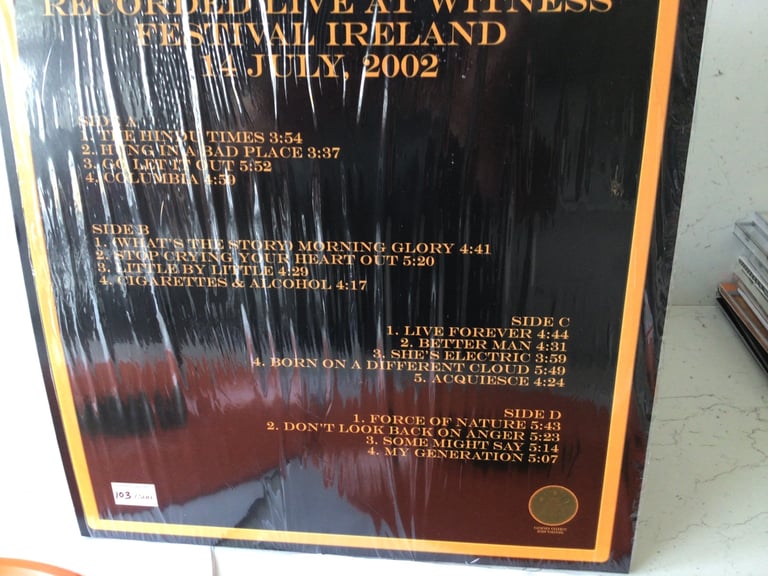 RECORDED LIVE AT WITNESS
FESTIVAL IRELAND
14 JULY, 2002
SIDE A
1. THE HINDU TIMES 3:54
2. HUNG IN A BAD PLACE 3:37
3. GO LET IT OUT 5:52
4. COLUMBIA 4:59
SIDE B
1. (WHAT'S THE STORY) MORNING GLORY 4:41
2. STOP CRYING YOUR HEART OUT 5:20
3. LITTLE BY LITTLE 4:29
4. CIGARETTES & ALCOHOL 4:17
SIDE C
1. LIVE FOREVER 4:44
2. BETTER MAN 4:31
3. SHE'S ELECTRIC 3:59
4. BORN ON A DIFFERENT CLOUD 5:49
5. ACQUIESCE 4:24
SIDE D
1. FORCE OF NATURE 5:43
2. DON'T LOOK BACK ON ANGER 5:23
3. SOME MIGHT SAY 5:14
4. MY GENERATION 5:07
103